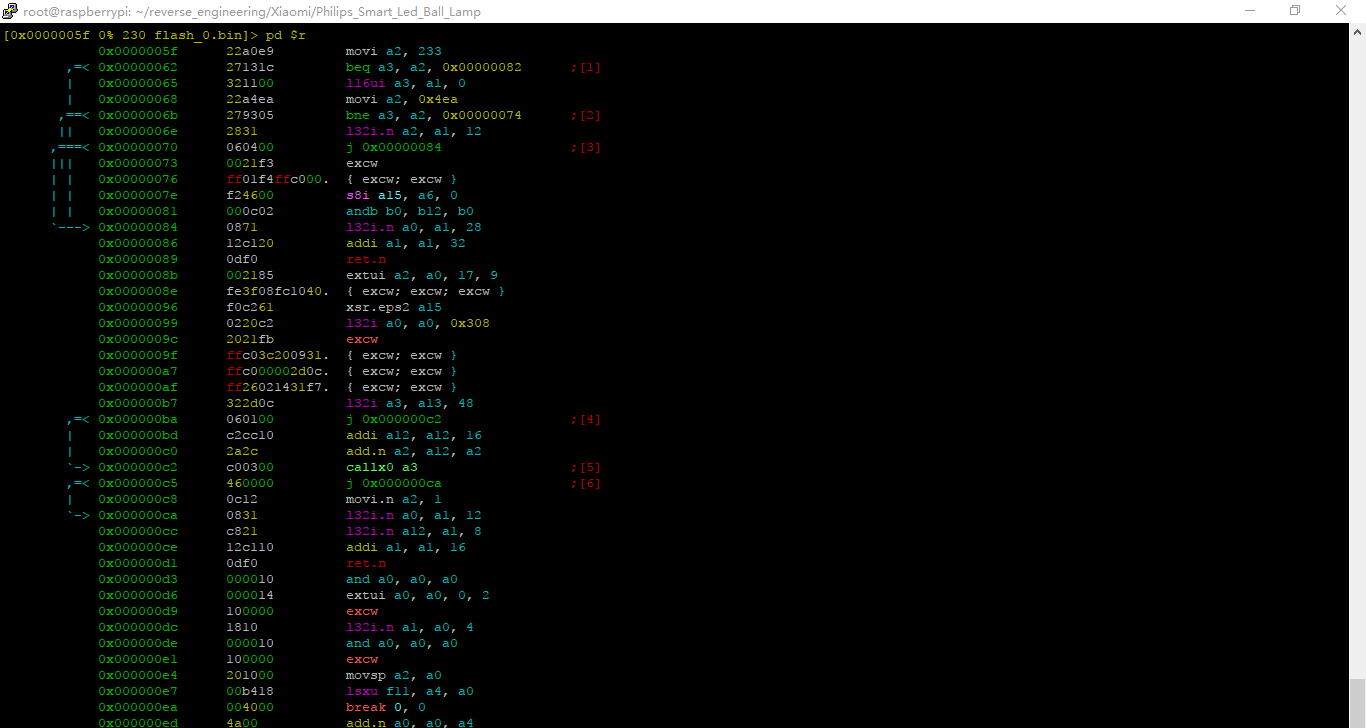 root@raspberrypi: ~/reverse_engineering/Xiaomi/Philips_Smart_Led_Ball_Lamp
[0x0000005f 0% 230 flash_0.bin]> pd $r
0x0000005f 22a0e9 movi a2, 233
,=< 0x00000062 27131c beq a3, a2, 0x00000082 ;[1]
| 0x00000065 321100 l16ui a3, a1, 0
| 0x00000068 22a4ea movi a2, 0x4ea
,==< 0x0000006b 279305 bne a3, a2, 0x00000074 ;[2]
|| 0x0000006e 2831 l32i.n a2, a1, 12
,===< 0x00000070 060400 j 0x00000084 ;[3]
||| 0x00000073 0021f3 excw
| | 0x00000076 ff01f4ffc000. { excw; excw }
| | 0x0000007e f24600 s8i a15, a6, 0
| | 0x00000081 000c02 andb b0, b12, b0
`---> 0x00000084 0871 l32i.n a0, a1, 28
0x00000086 12c120 addi a1, a1, 32
0x00000089 0df0 ret.n
0x0000008b 002185 extui a2, a0, 17, 9
0x0000008e fe3f08fc1040. { excw; excw; excw }
0x00000096 f0c261 xsr.eps2 a15
0x00000099 0220c2 l32i a0, a0, 0x308
0x0000009c 2021fb excw
0x0000009f ffc03c200931. { excw; excw }
0x000000a7 ffc000002d0c. { excw; excw }
0x000000af ff26021431f7. { excw; excw }
0x000000b7 322d0c l32i a3, a13, 48
,=< 0x000000ba 060100 j 0x000000c2 ;[4]
| 0x000000bd c2cc10 addi a12, a12, 16
| 0x000000c0 2a2c add.n a2, a12, a2
`-> 0x000000c2 c00300 callx0 a3 ;[5]
,=< 0x000000c5 460000 j 0x000000ca ;[6]
| 0x000000c8 0c12 movi.n a2, 1
`-> 0x000000ca 0831 l32i.n a0, a1, 12
0x000000cc c821 l32i.n a12, a1, 8
0x000000ce 12c110 addi a1, a1, 16
0x000000d1 0df0 ret.n
0x000000d3 000010 and a0, a0, a0
0x000000d6 000014 extui a0, a0, 0, 2
0x000000d9 100000 excw
0x000000dc 1810 l32i.n a1, a0, 4
0x000000de 000010 and a0, a0, a0
0x000000e1 100000 excw
0x000000e4 201000 movsp a2, a0
0x000000e7 00b418 lsxu f11, a4, a0
0x000000ea 004000 break 0, 0
0x000000ed 4a00 add.n a0, a0, a4